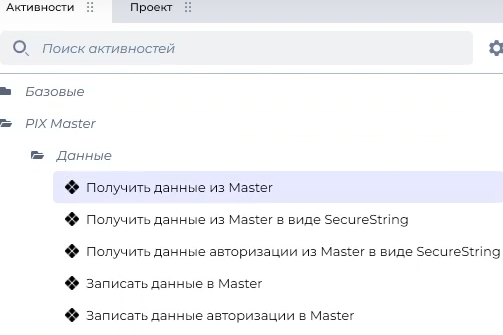 Активности Проект
Поиск активностей
Базовые
PIX Master
Данные
Получить данные из Master
Получить данные из Master в виде SecureString
Получить данные авторизации из Master в виде SecureString
Записать данные в Master
Записать данные авторизации в Master